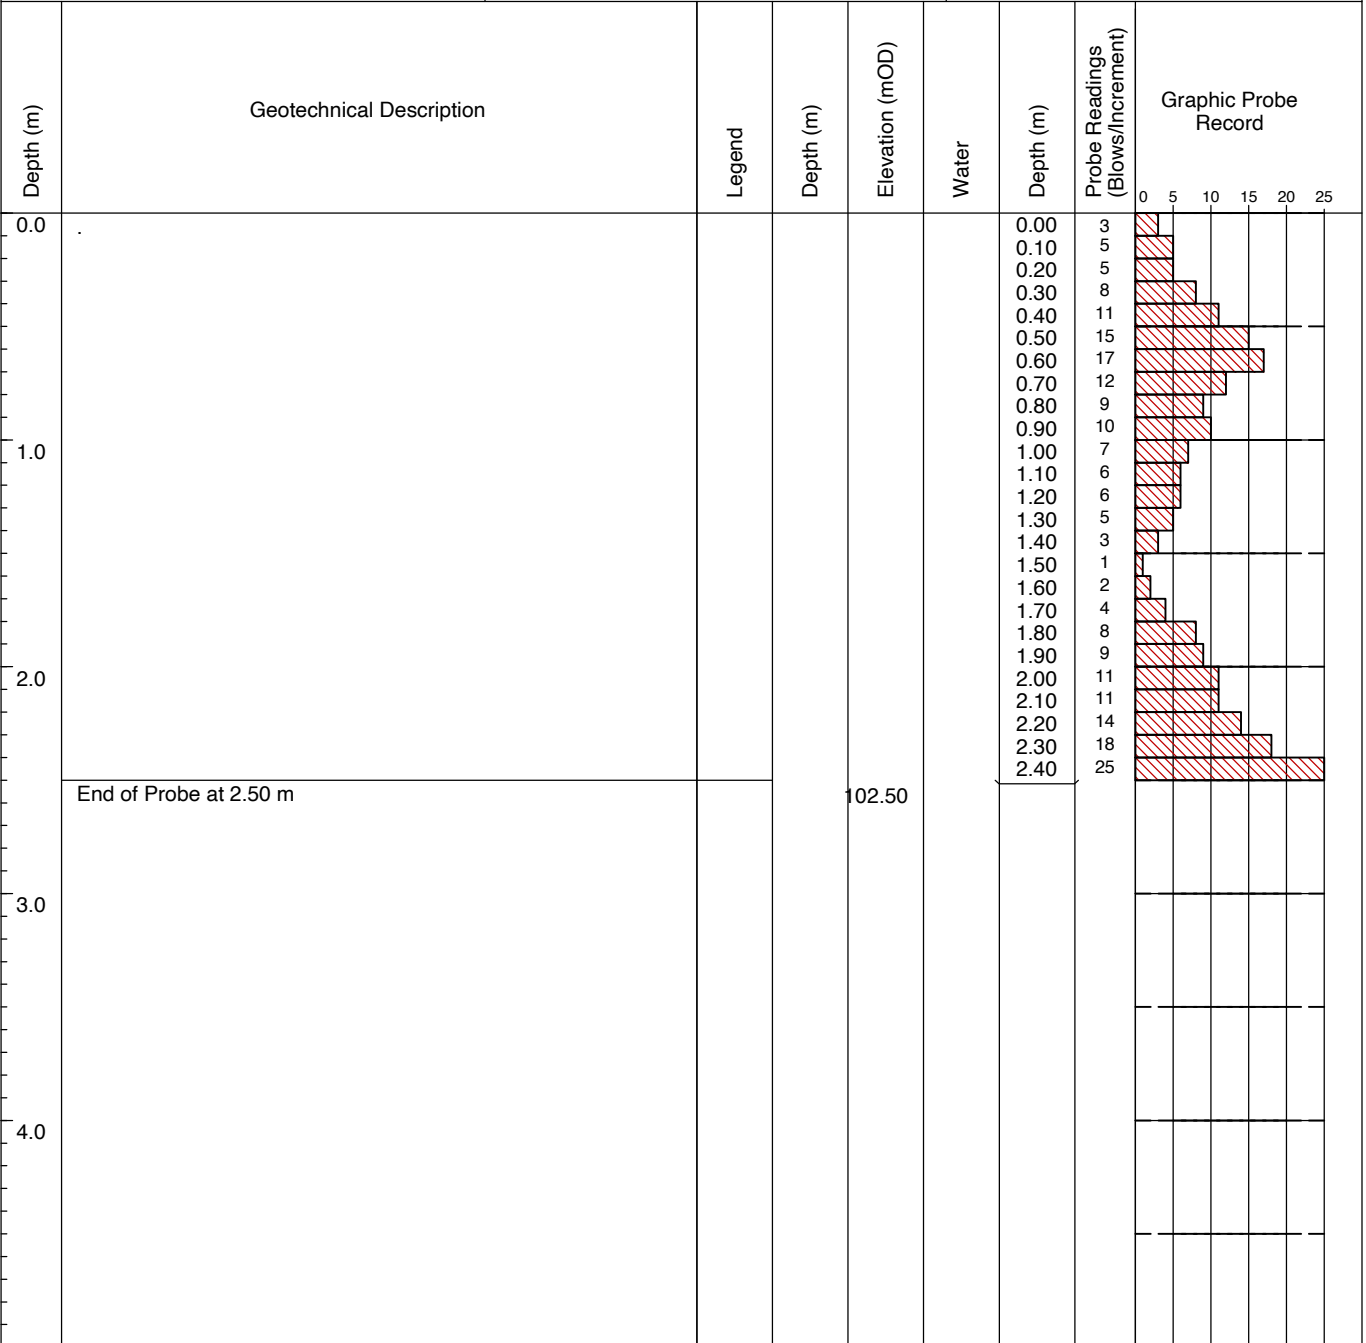 Depth (m)
Geotechnical Description
Legend
Depth (m)
Elevation (mOD)
Water
Depth (m)
Probe Readings
(Blows/Increment)
Graphic Probe
Record
0 5 10 15 20 25
0.0 . 0.00 3
0.10 5
0.20 5
0.30 8
0.40 11
0.50 15
0.60 17
0.70 12
0.80 9
0.90 10
1.0 1.00 7
1.10 6
1.20 6
1.30 5
1.40 3
1.50 1
1.60 2
1.70 4
1.80 8
1.90 9
2.0 2.00 11
2.10 11
2.20 14
2.30 18
2.40 25
End of Probe at 2.50 m 102.50
3.0
4.0